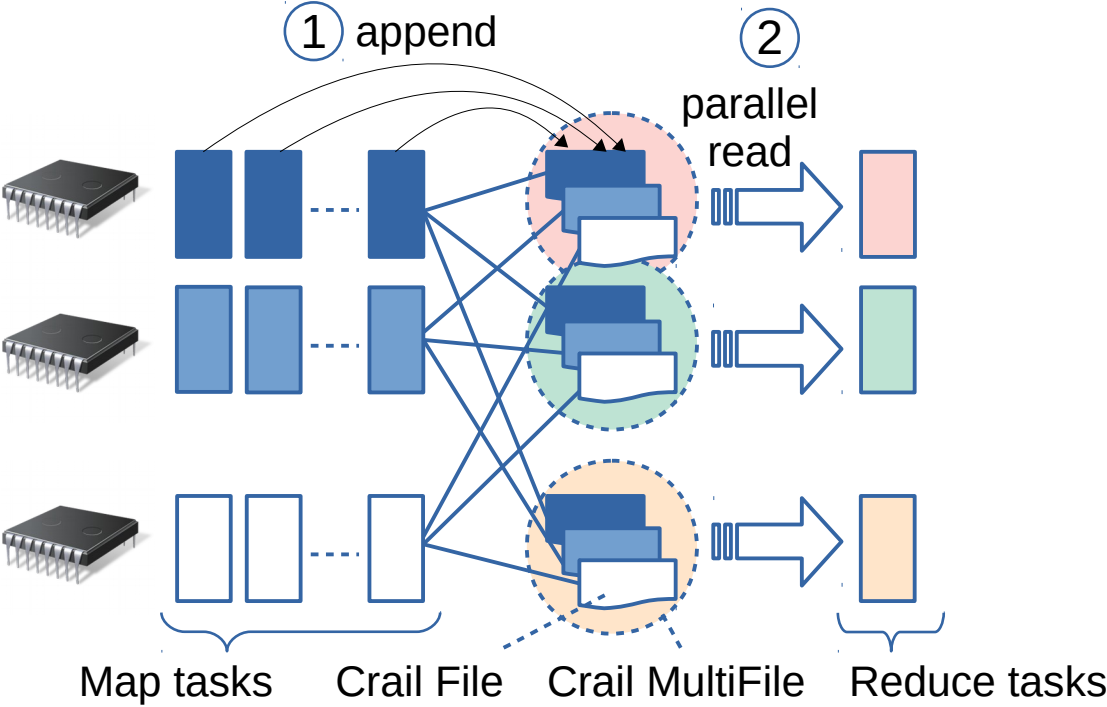 1 append
2
parallel
read
Map tasks
Crail File
Crail MultiFile
Reduce tasks